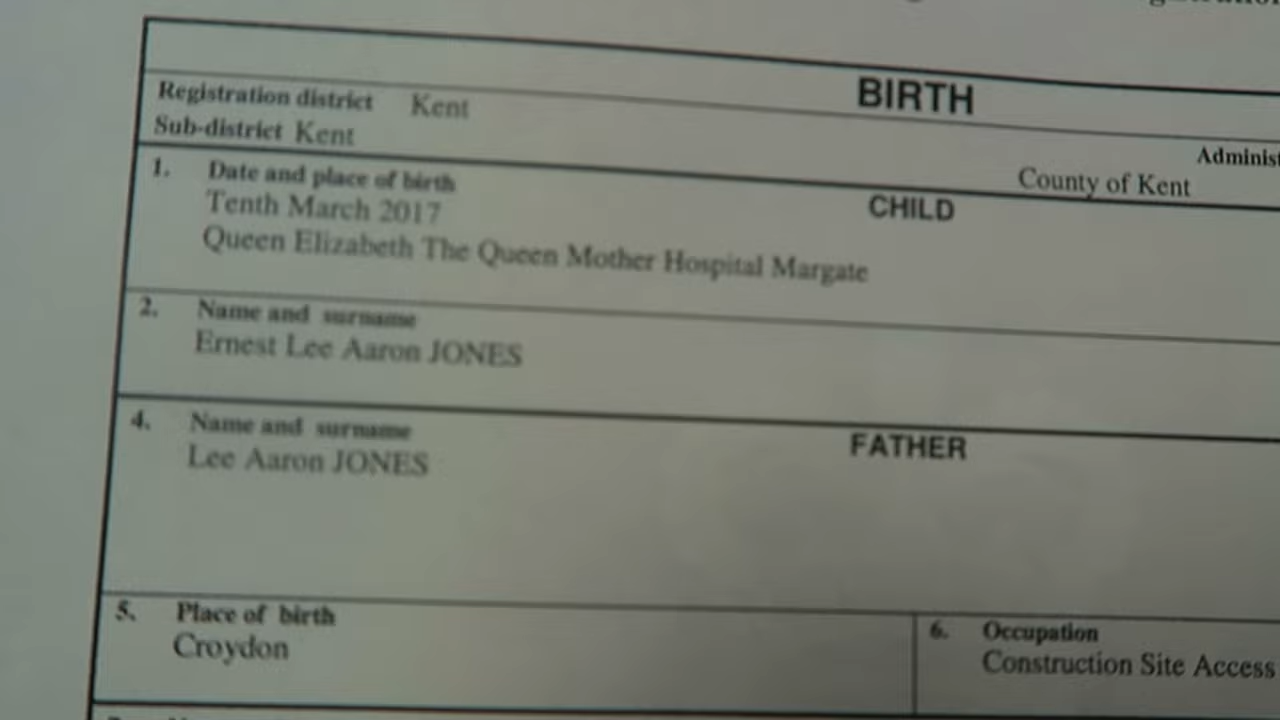 BIRTH
Registration district Kent
Sub-district Kent
Administ
County of Kent
CHILD
1. Date and place of birth
Tenth March 2017
Queen Elizabeth The Queen Mother Hospital Margate
2. Name and surname
Ernest Lee Aaron JONES
FATHER
4. Name and surname
Lee Aaron JONES
5. Place of birth
Croydon
6. Occupation
Construction Site Access